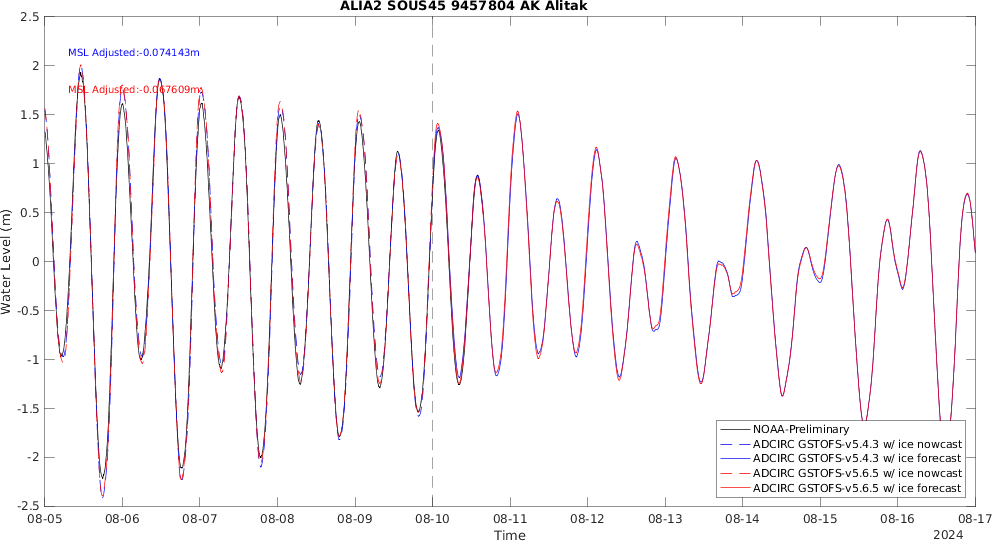 ALIA2 SOUS45 9457804 AK Alitak
MSL Adjusted:-0.074143m
MSL Adjusted:-0.067609m
Water Level (m)
2.5
2
1.5
1
0.5
0
-0.5
-1
-1.5
-2
-2.5
NOAA-Preliminary
ADCIRC GSTOFS-v5.4.3 w/ ice nowcast
ADCIRC GSTOFS-v5.4.3 w/ ice forecast
ADCIRC GSTOFS-v5.6.5 w/ ice nowcast
ADCIRC GSTOFS-v5.6.5 w/ ice forecast
08-05 08-06 08-07 08-08 08-09 08-10 08-11 08-12 08-13 08-14 08-15 08-16 08-17
Time
2024